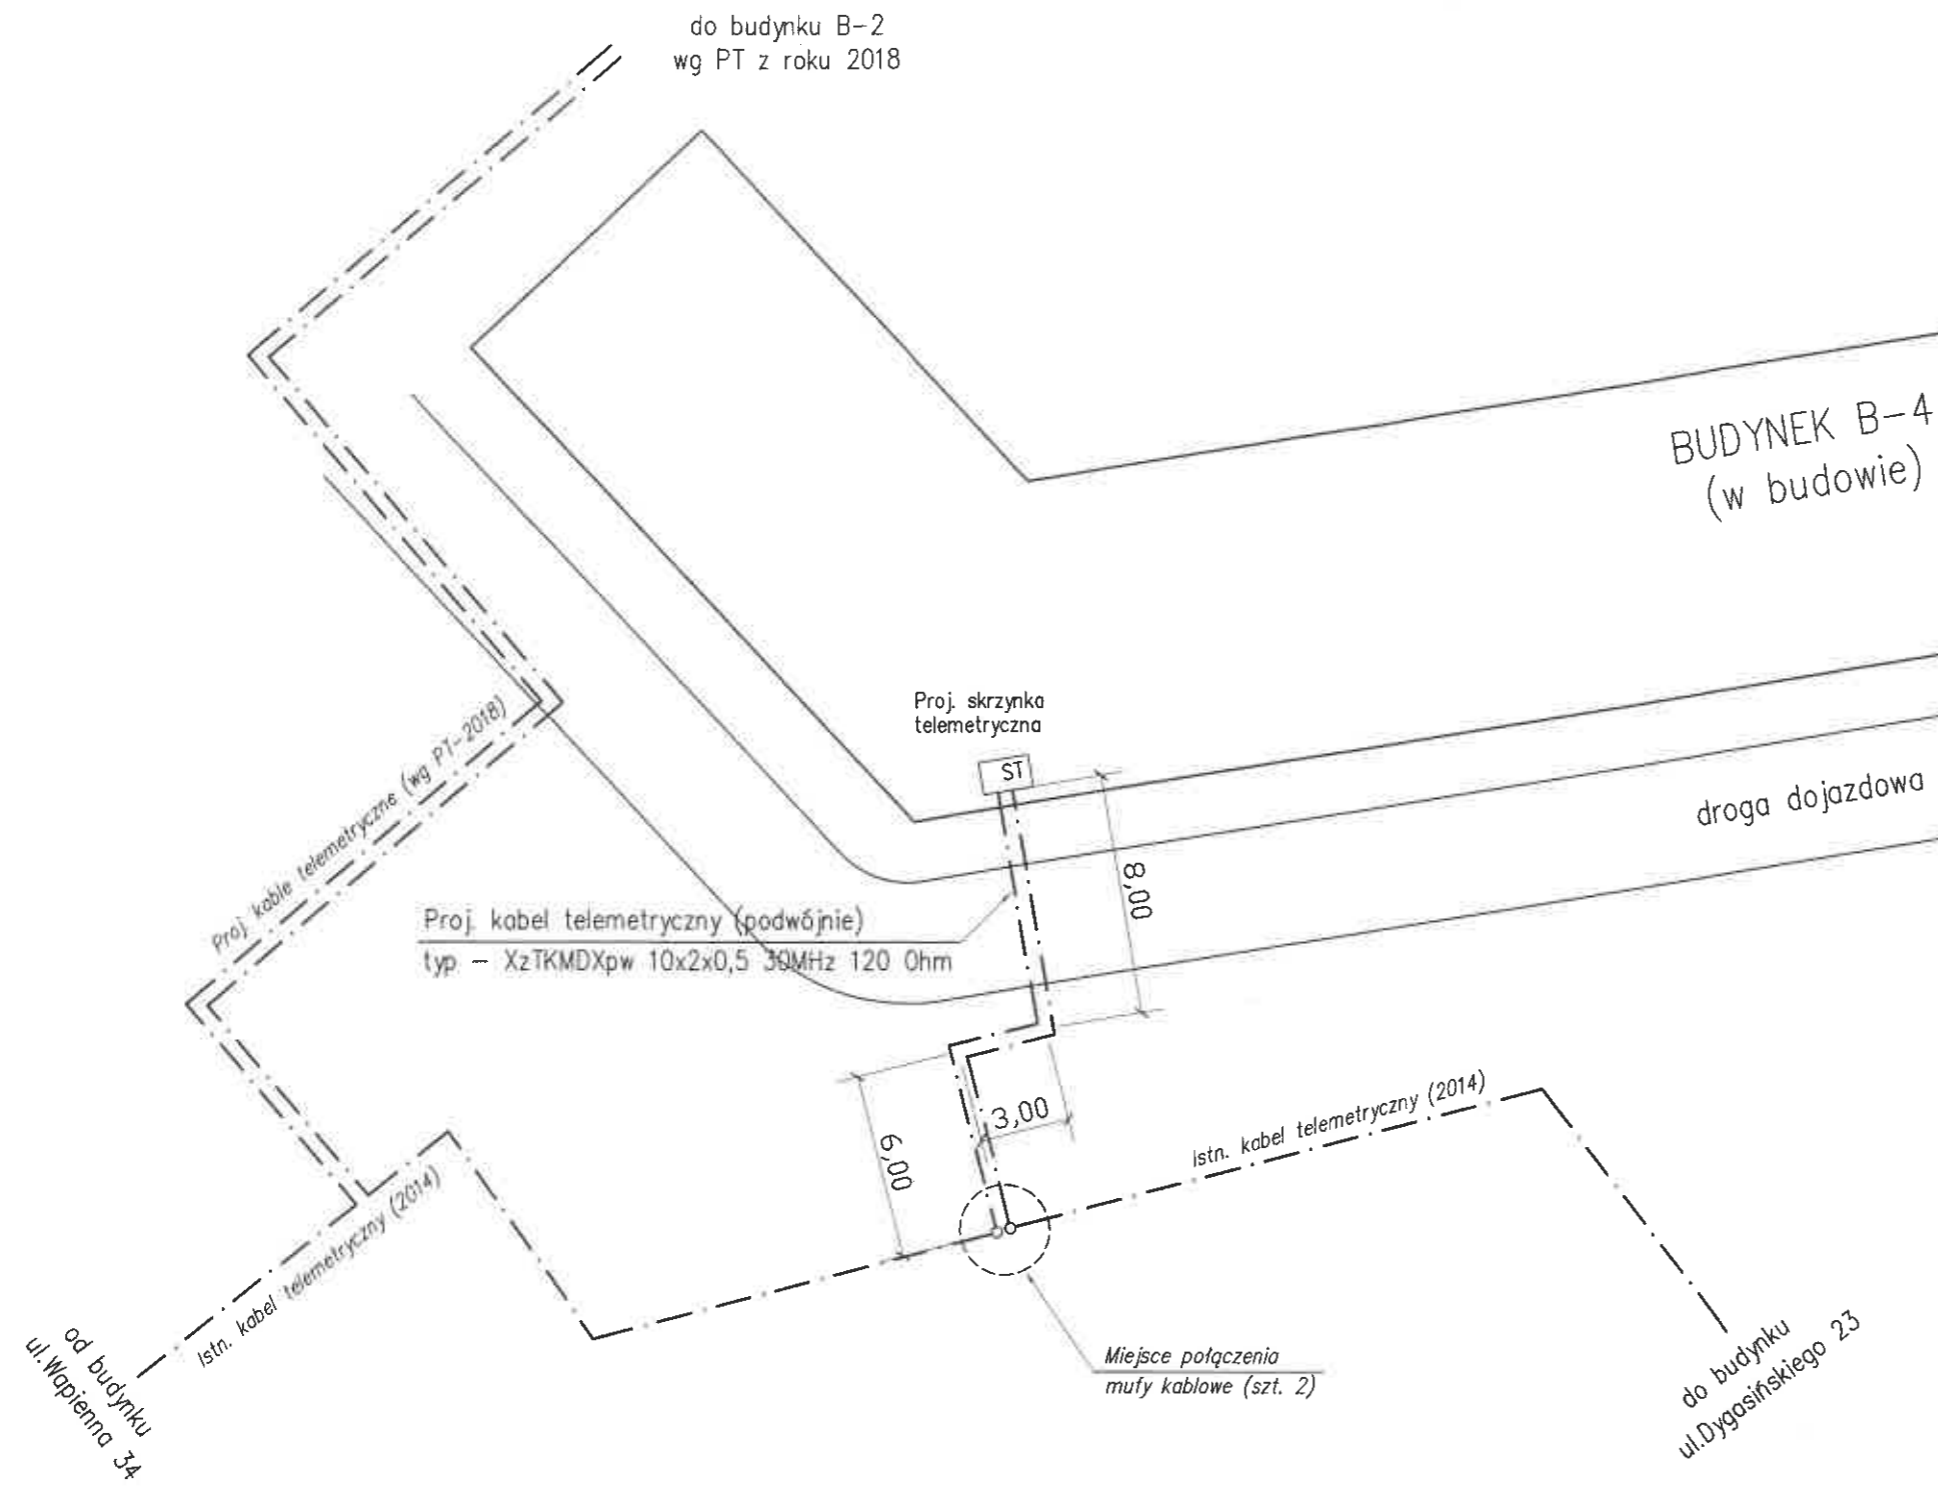 do budynku B-2
wg PT z roku 2018
BUDYNEK B-4
(w budowie)
Proj. skrzynka
telemetryczna
ST
droga dojazdowa
8,00
Proj. kable telemetryczne (wg PT-2018)
Proj. kabel telemetryczny (podwójnie)
typ - XzTKMDXpw 10x2x0,5 30MHz 120 Ohm
3,00
6,00
Istn. kabel telemetryczny (2014)
Istn. kabel telemetryczny (2014)
od budynku
ul.Wapienna 34
Miejsce połączenia
mufy kablowe (szt. 2)
do budynku
ul.Dygasińskiego 23